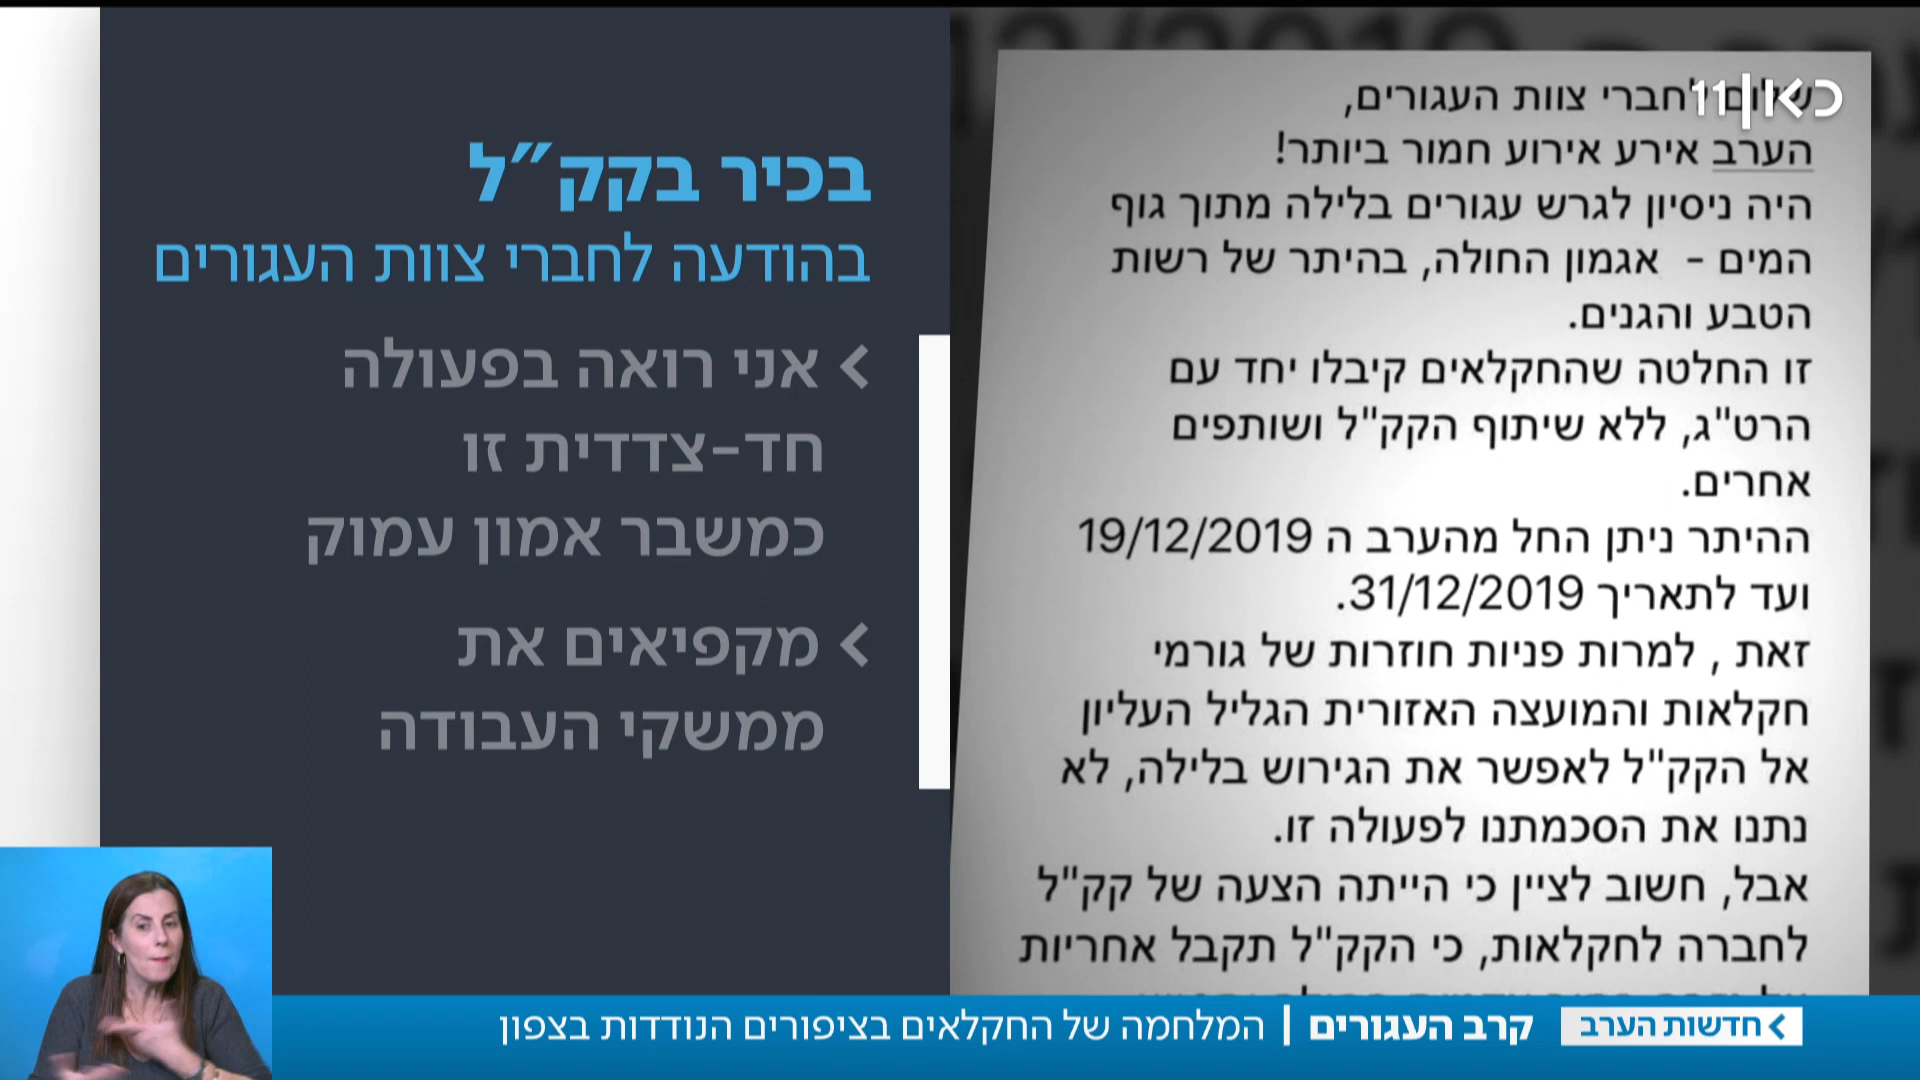 כאן 11
שלום לחברי צוות העגורים,
הערב אירע אירוע חמור ביותר!
היה ניסיון לגרש עגורים בלילה מתוך גוף
המים - אגמון החולה, בהיתר של רשות
הטבע והגנים.
זו החלטה שהחקלאים קיבלו יחד עם
הרט"ג, ללא שיתוף הקק"ל ושותפים
אחרים.
ההיתר ניתן החל מהערב ה 19/12/2019
ועד לתאריך 31/12/2019.
זאת , למרות פניות חוזרות של גורמי
חקלאות והמועצה האזורית הגליל העליון
אל הקק"ל לאפשר את הגירוש בלילה, לא
נתנו את הסכמתנו לפעולה זו.
אבל, חשוב לציין כי הייתה הצעה של קק"ל
לחברה לחקלאות, כי הקק"ל תקבל אחריות
בכיר בקק״ל
בהודעה לחברי צוות העגורים
אני רואה בפעולה
חד-צדדית זו
כמשבר אמון עמוק
מקפיאים את
ממשקי העבודה
חדשות הערב
קרב העגורים | המלחמה של החקלאים בציפורים הנודדות בצפון